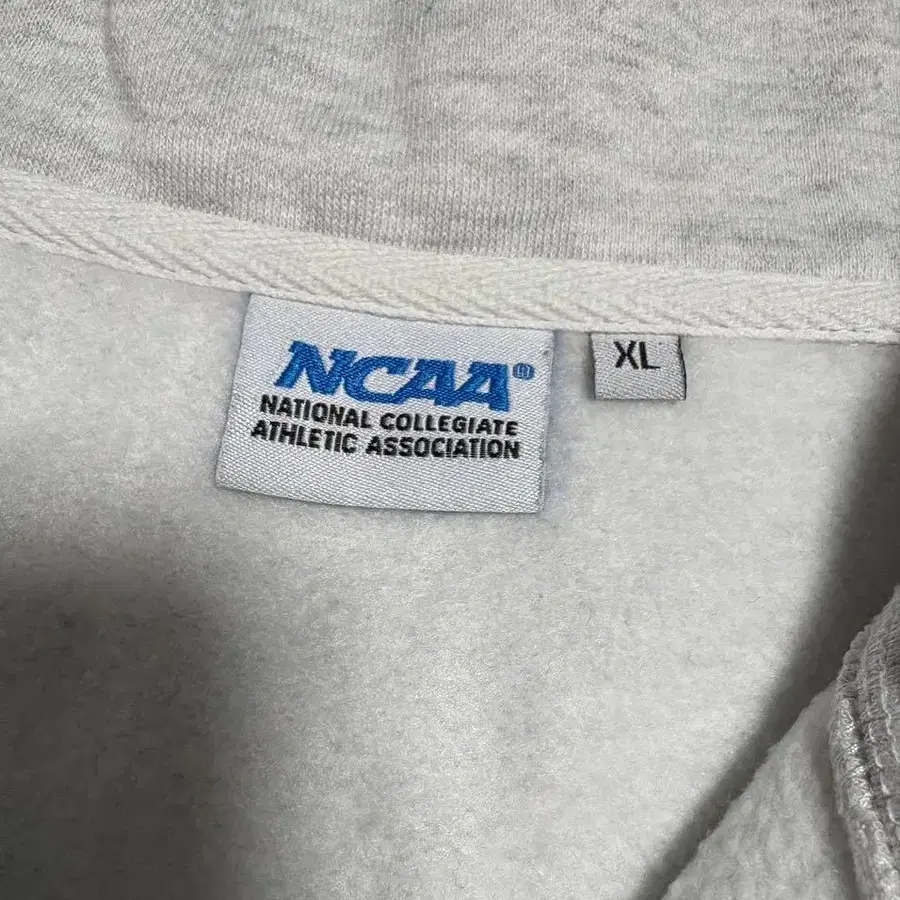 NCAA®
NATIONAL COLLEGIATE
ATHLETIC ASSOCIATION
XL